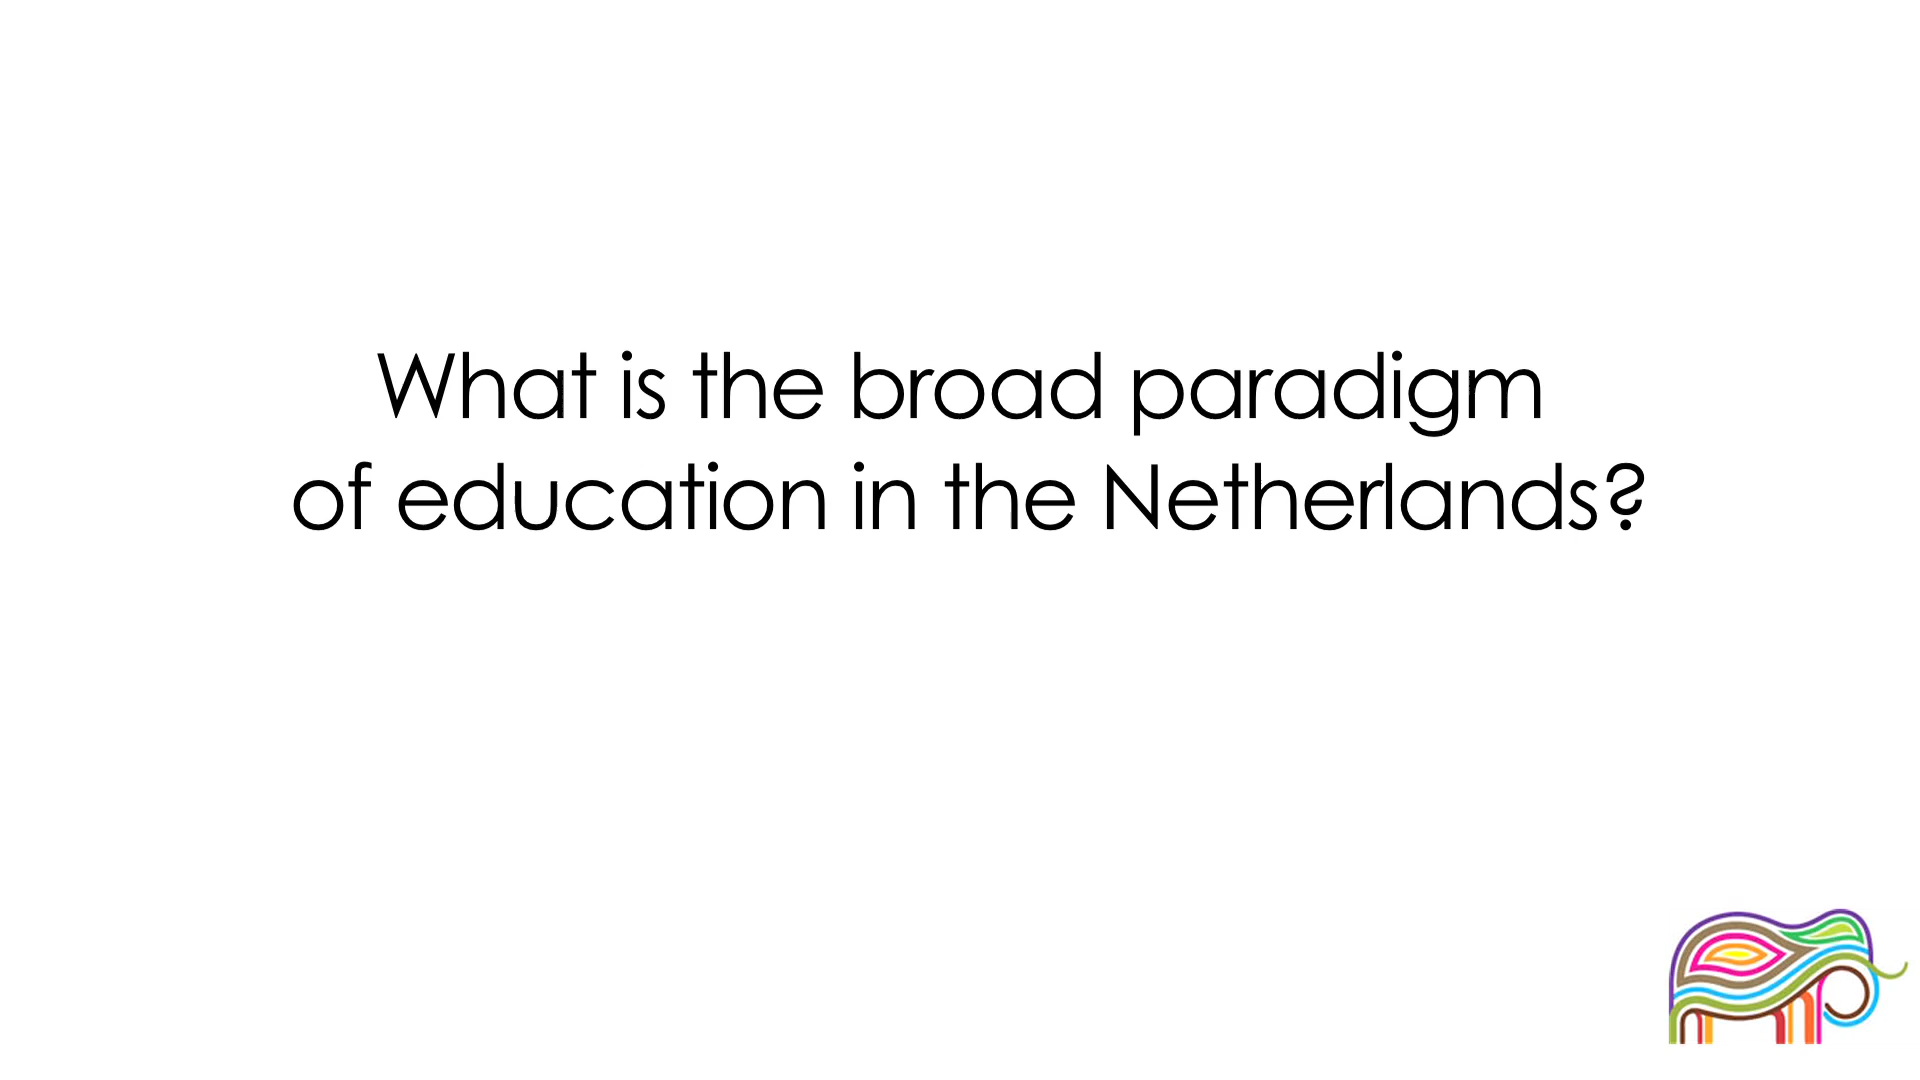 What is the broad paradigm
of education in the Netherlands?